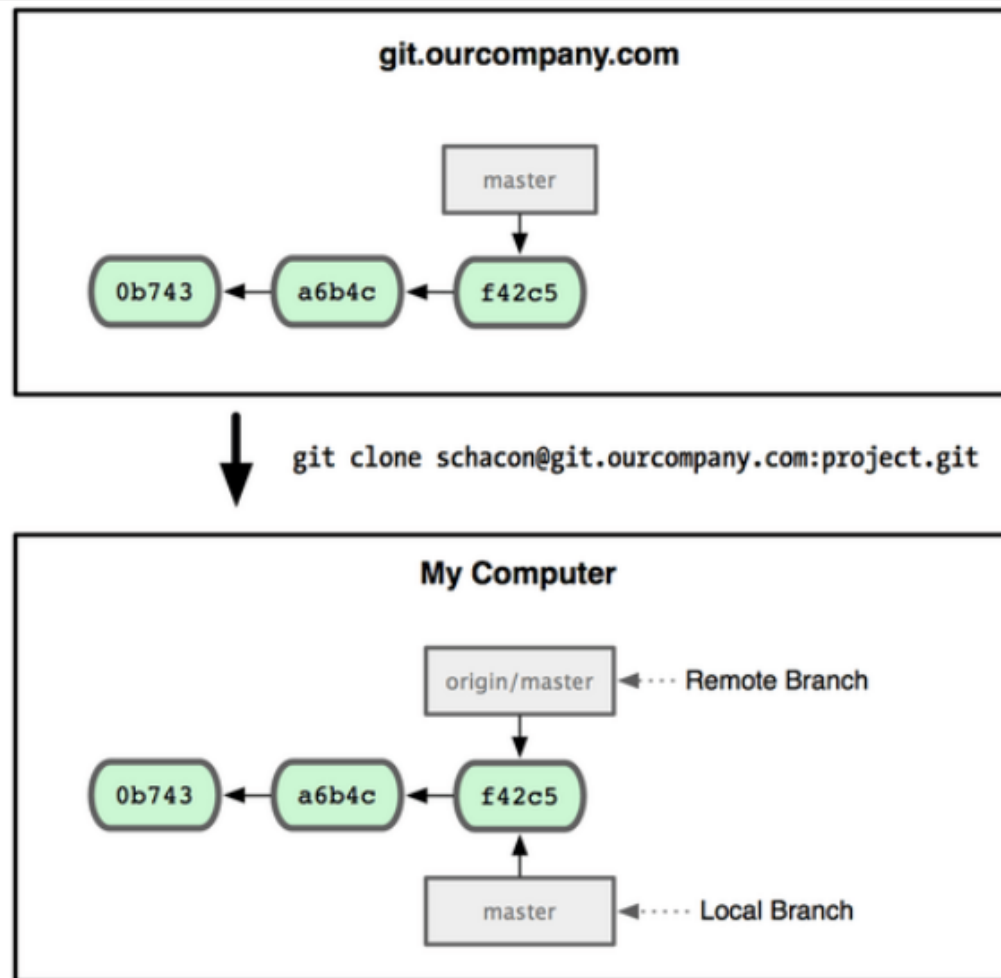 git.ourcompany.com
master
0b743
a6b4c
f42c5
git clone schacon@git.ourcompany.com:project.git
My Computer
origin/master
Remote Branch
0b743
a6b4c
f42c5
master
Local Branch